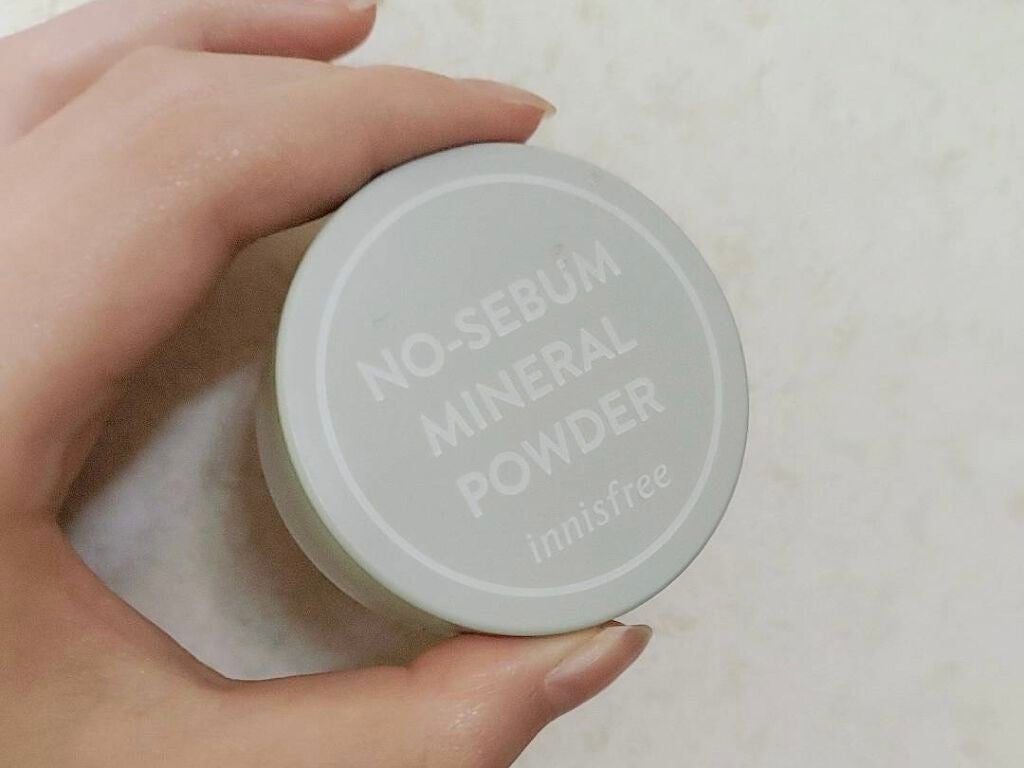 NO-SEBUM
MINERAL
POWDER
innisfree